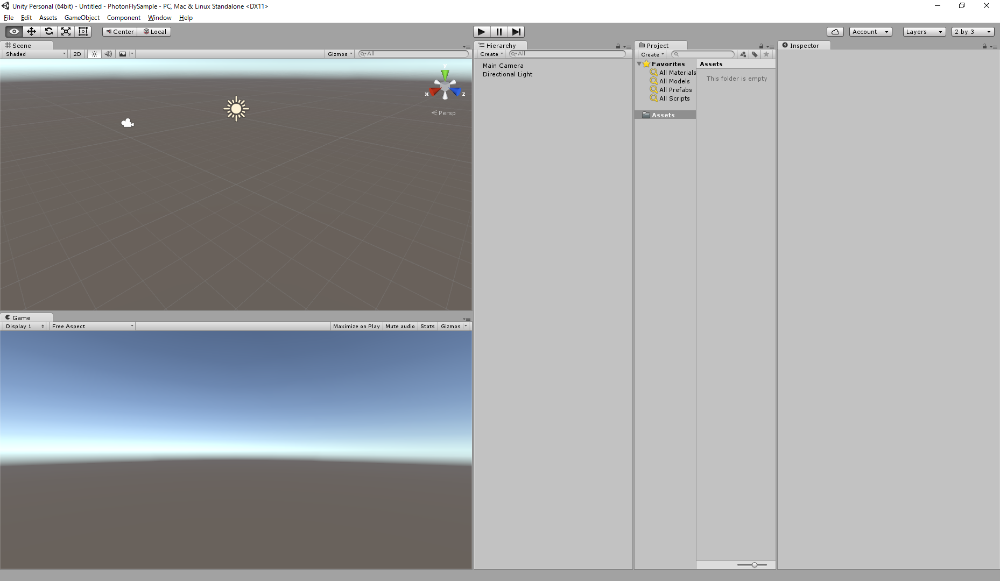 Unity Personal (64bit) - Untitled - PhotonFlySample - PC, Mac & Linux Standalone <DX11>
File Edit Assets GameObject Component Window Help
Center Local
Account Layers 2 by 3
Scene
Shaded 2D Gizmos All
y
x z
Persp
Game
Display 1 Free Aspect Maximize on Play Mute audio Stats Gizmos
Hierarchy
Create All
Main Camera
Directional Light
Project
Create
Favorites
All Materials
All Models
All Prefabs
All Scripts
Assets
Assets
This folder is empty
Inspector